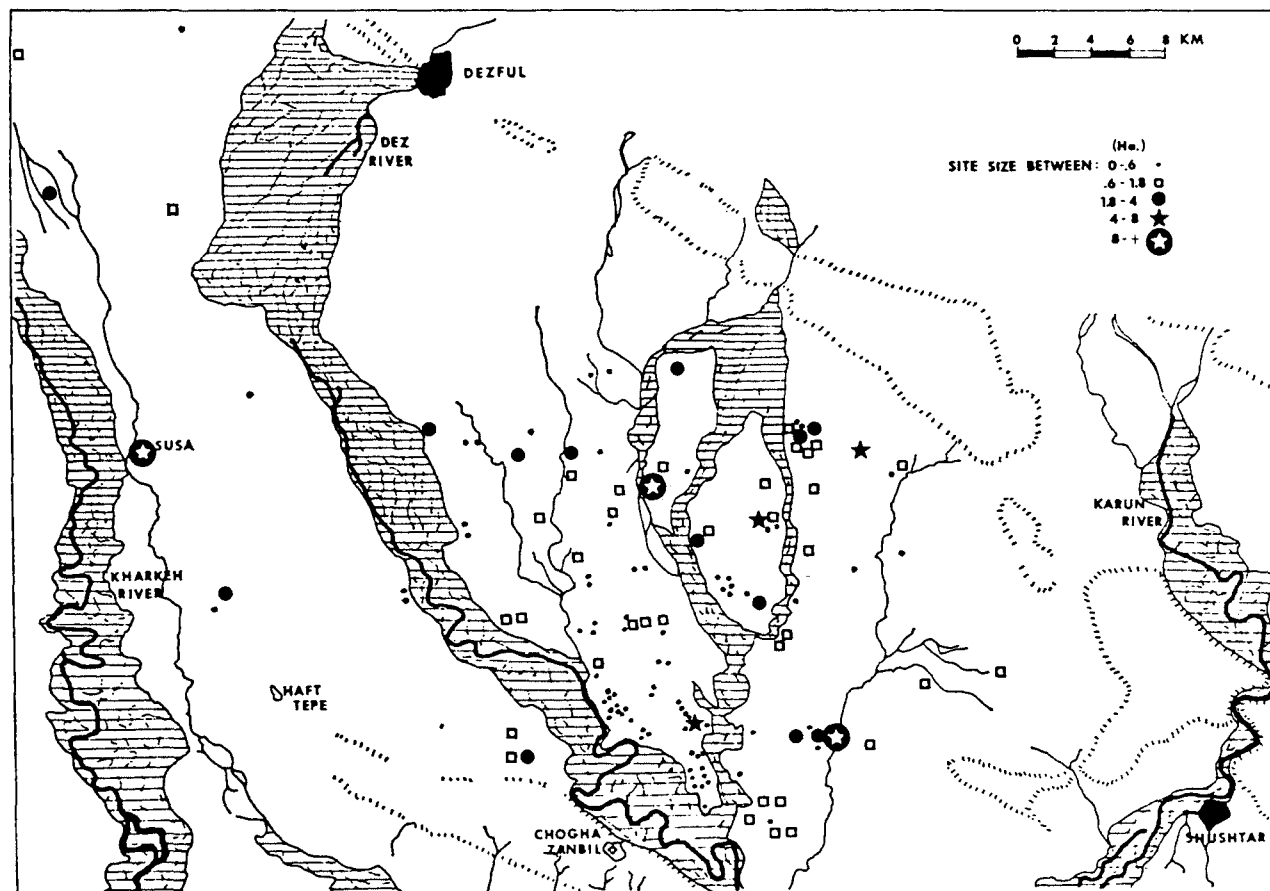 0 2 4 6 8 KM
DEZFUL
DEZ
RIVER
(Ha.)
SITE SIZE BETWEEN: 0-.6
.6-1.8
1.8-4
4-8
8-+
SUSA
KARUN
RIVER
KHARKEH
RIVER
HAFT
TEPE
CHOGHA
ZANBIL
SHUSHTAR